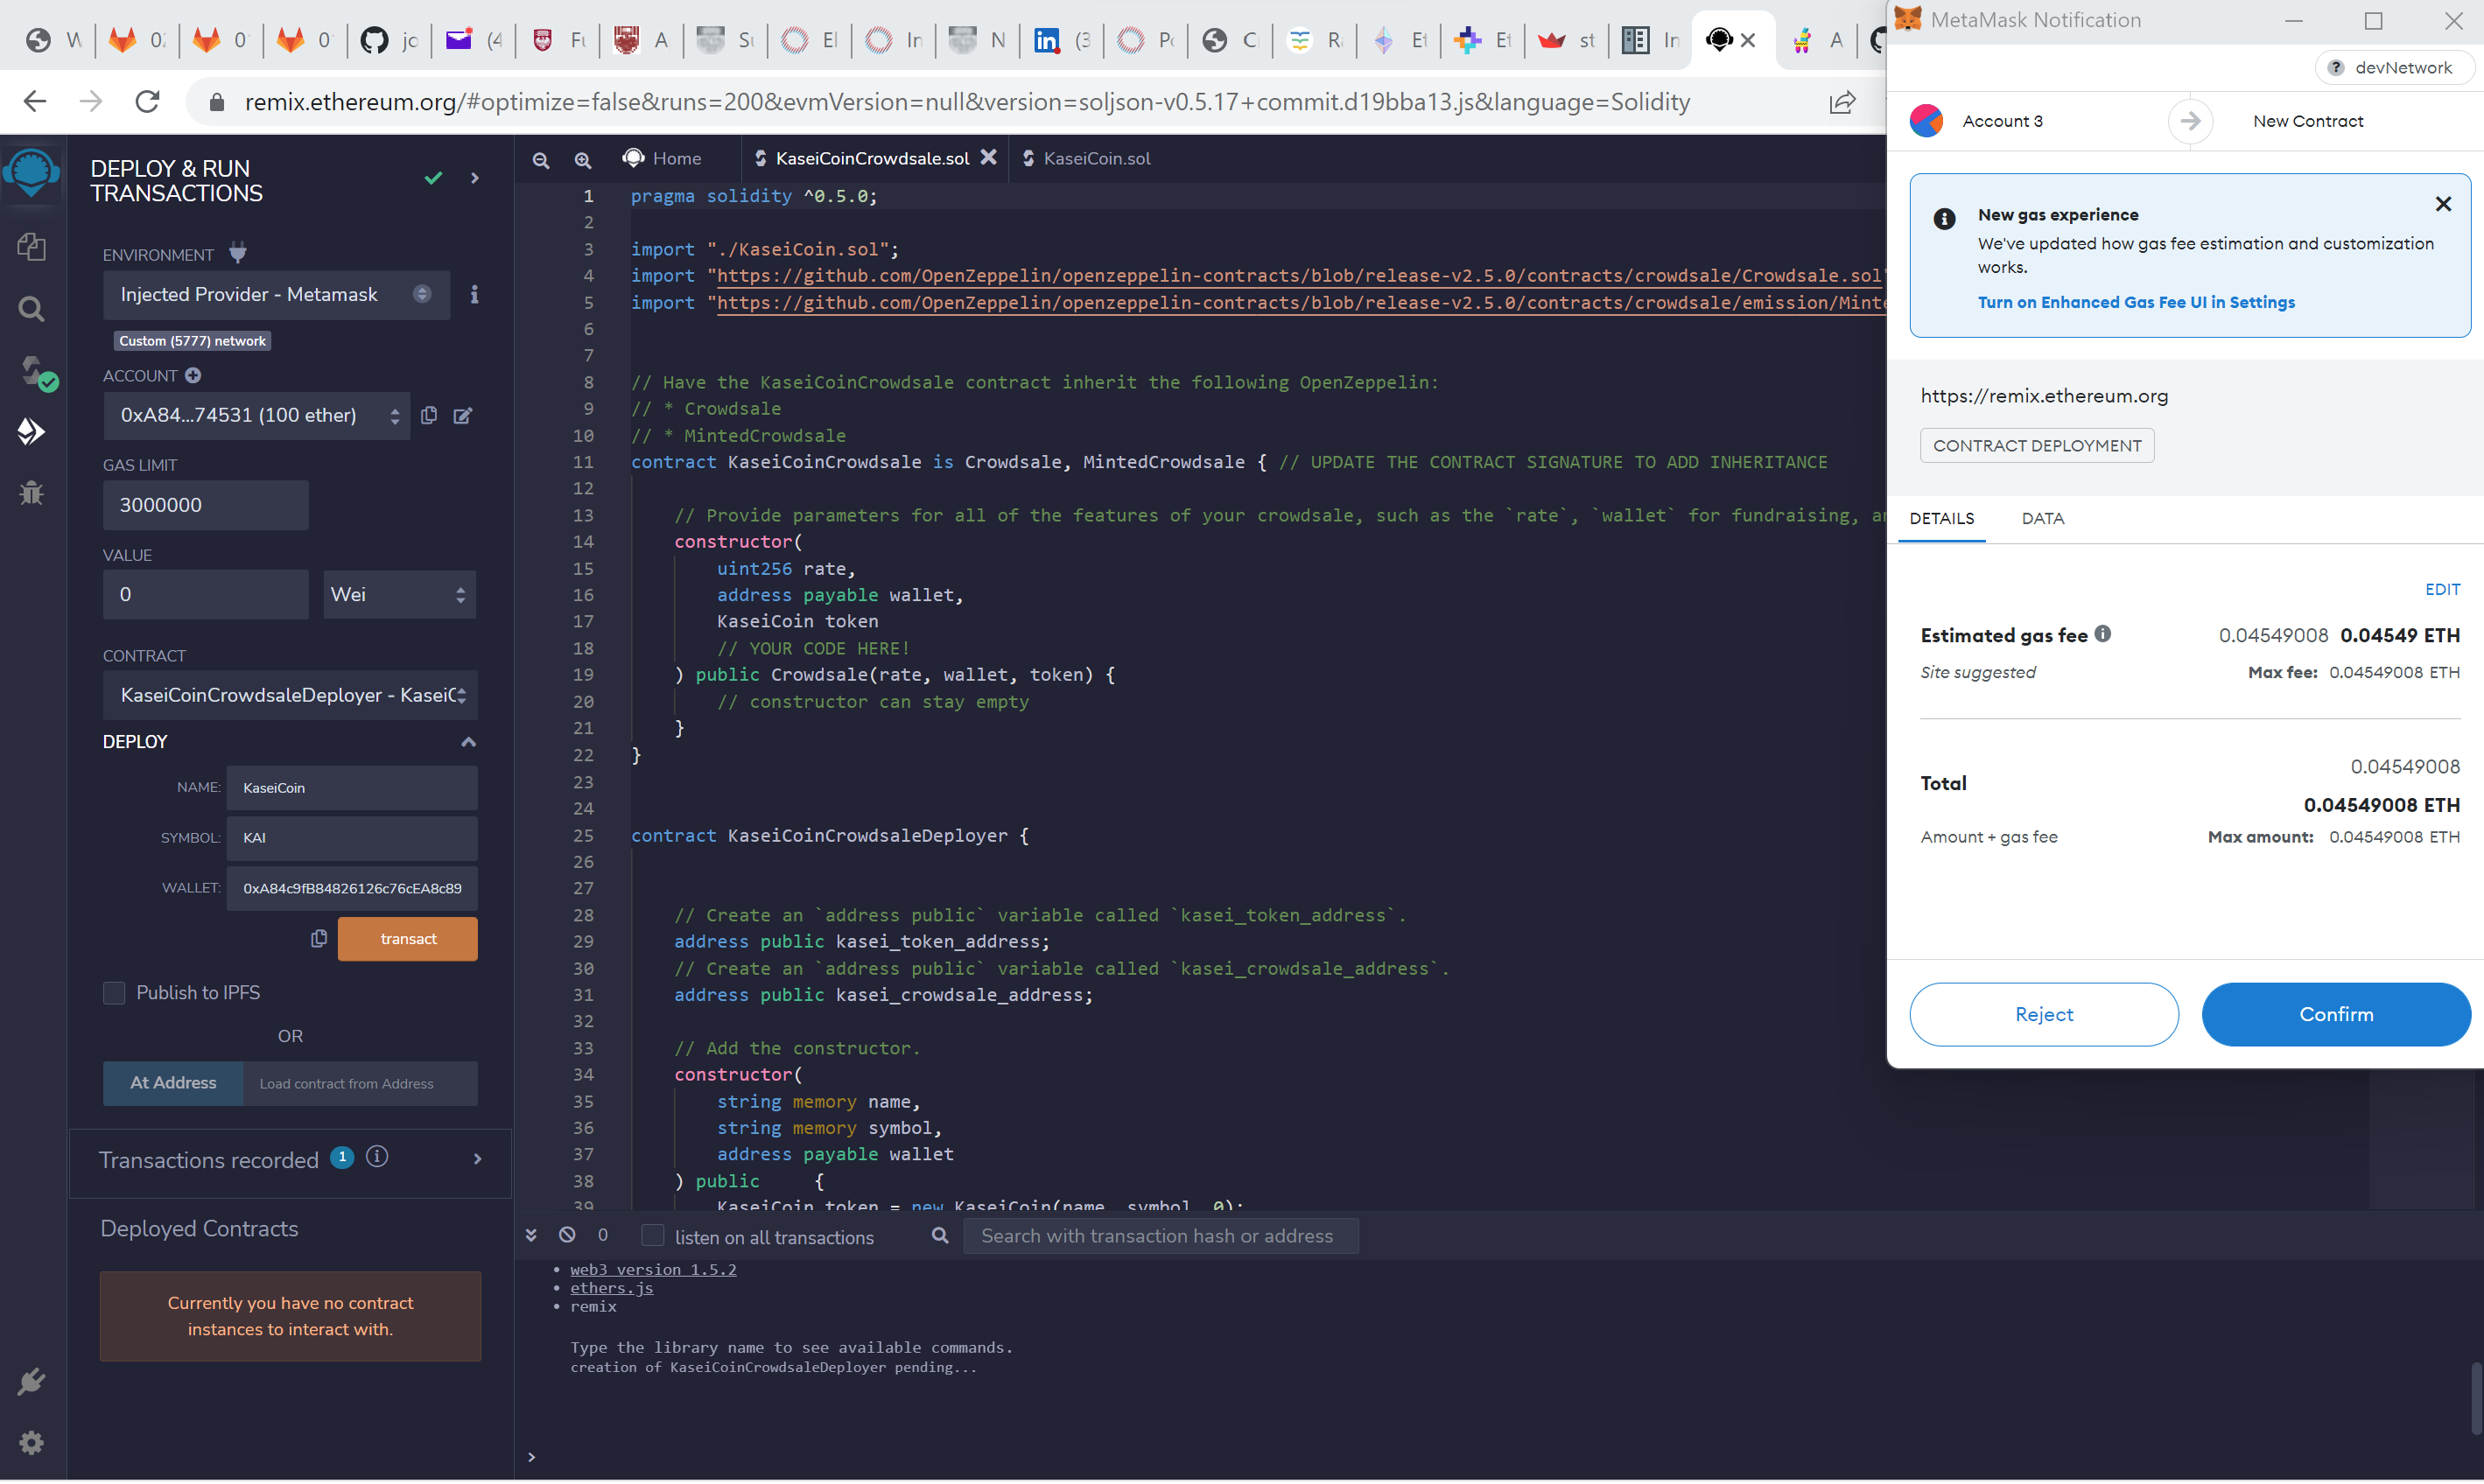 MetaMask Notification
remix.ethereum.org/#optimize=false&runs=200&evmVersion=null&version=soljson-v0.5.17+commit.d19bba13.js&language=Solidity
DEPLOY & RUN
TRANSACTIONS
ENVIRONMENT
Injected Provider - Metamask
Custom (5777) network
ACCOUNT
0xA84...74531 (100 ether)
GAS LIMIT
3000000
VALUE
0
Wei
CONTRACT
KaseiCoinCrowdsaleDeployer - KaseiC
DEPLOY
NAME: KaseiCoin
SYMBOL: KAI
WALLET: 0xA84c9fB84826126c76cEA8c89
transact
Publish to IPFS
OR
At Address
Load contract from Address
Transactions recorded 1
Deployed Contracts
Currently you have no contract
instances to interact with.
Home
KaseiCoinCrowdsale.sol
KaseiCoin.sol
1 pragma solidity ^0.5.0;
2
3 import "./KaseiCoin.sol";
4 import "https://github.com/OpenZeppelin/openzeppelin-contracts/blob/release-v2.5.0/contracts/crowdsale/Crowdsale.sol
5 import "https://github.com/OpenZeppelin/openzeppelin-contracts/blob/release-v2.5.0/contracts/crowdsale/emission/Minte
6
7
8 // Have the KaseiCoinCrowdsale contract inherit the following OpenZeppelin:
9 // * Crowdsale
10 // * MintedCrowdsale
11 contract KaseiCoinCrowdsale is Crowdsale, MintedCrowdsale { // UPDATE THE CONTRACT SIGNATURE TO ADD INHERITANCE
12
13 // Provide parameters for all of the features of your crowdsale, such as the `rate`, `wallet` for fundraising, a
14 constructor(
15 uint256 rate,
16 address payable wallet,
17 KaseiCoin token
18 // YOUR CODE HERE!
19 ) public Crowdsale(rate, wallet, token) {
20 // constructor can stay empty
21 }
22 }
23
24
25 contract KaseiCoinCrowdsaleDeployer {
26
27
28 // Create an `address public` variable called `kasei_token_address`.
29 address public kasei_token_address;
30 // Create an `address public` variable called `kasei_crowdsale_address`.
31 address public kasei_crowdsale_address;
32
33 // Add the constructor.
34 constructor(
35 string memory name,
36 string memory symbol,
37 address payable wallet
38 ) public {
39 KaseiCoin token = new KaseiCoin(name, symbol, 0);
0
listen on all transactions
Search with transaction hash or address
• web3 version 1.5.2
• ethers.js
• remix
Type the library name to see available commands.
creation of KaseiCoinCrowdsaleDeployer pending...
>
devNetwork
Account 3
New Contract
New gas experience
We've updated how gas fee estimation and customization
works.
Turn on Enhanced Gas Fee UI in Settings
https://remix.ethereum.org
CONTRACT DEPLOYMENT
DETAILS
DATA
EDIT
Estimated gas fee 0.04549008 0.04549 ETH
Site suggested Max fee: 0.04549008 ETH
0.04549008
Total
0.04549008 ETH
Amount + gas fee Max amount: 0.04549008 ETH
Reject
Confirm